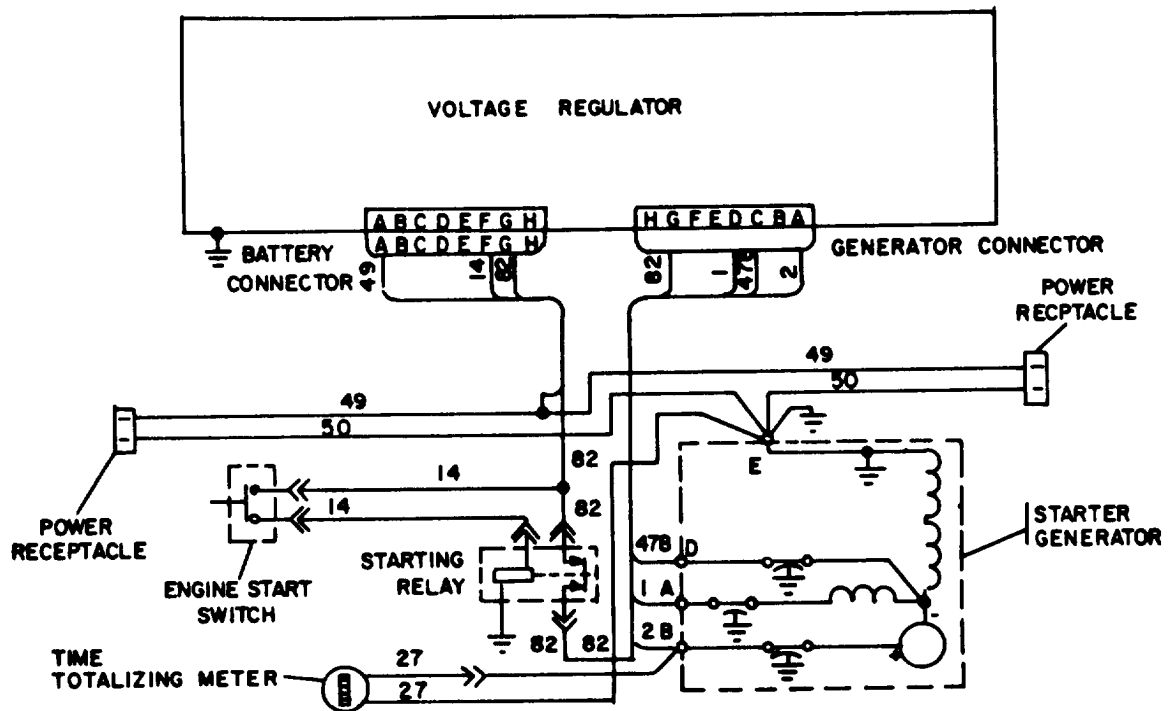 VOLTAGE REGULATOR
A B C D E F G H
A B C D E F G H
H G F E D C B A
BATTERY
CONNECTOR
GENERATOR CONNECTOR
49
14
82
82
1
47B
2
POWER
RECPTACLE
49
50
49
50
82
E
14
14
82
POWER
RECEPTACLE
ENGINE START
SWITCH
STARTING
RELAY
STARTER
GENERATOR
47B D
1 A
2 B
82 82
TIME
TOTALIZING METER
27
27